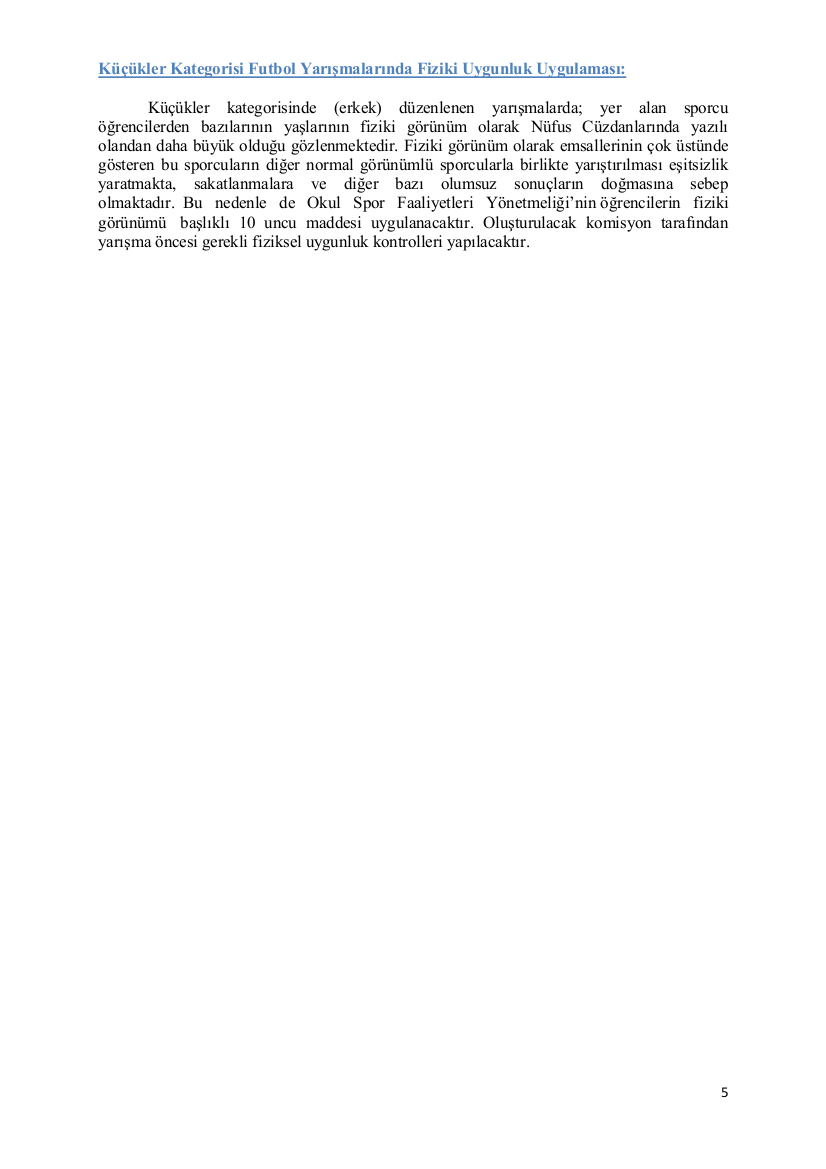 Küçükler Kategorisi Futbol Yarışmalarında Fiziki Uygunluk Uygulaması:
Küçükler kategorisinde (erkek) düzenlenen yarışmalarda; yer alan sporcu
öğrencilerden bazılarının yaşlarının fiziki görünüm olarak Nüfus Cüzdanlarında yazılı
olandan daha büyük olduğu gözlenmektedir. Fiziki görünüm olarak emsallerinin çok üstünde
gösteren bu sporcuların diğer normal görünümlü sporcularla birlikte yarıştırılması eşitsizlik
yaratmakta, sakatlanmalara ve diğer bazı olumsuz sonuçların doğmasına sebep
olmaktadır. Bu nedenle de Okul Spor Faaliyetleri Yönetmeliği’nin öğrencilerin fiziki
görünümü başlıklı 10 uncu maddesi uygulanacaktır. Oluşturulacak komisyon tarafından
yarışma öncesi gerekli fiziksel uygunluk kontrolleri yapılacaktır.
5